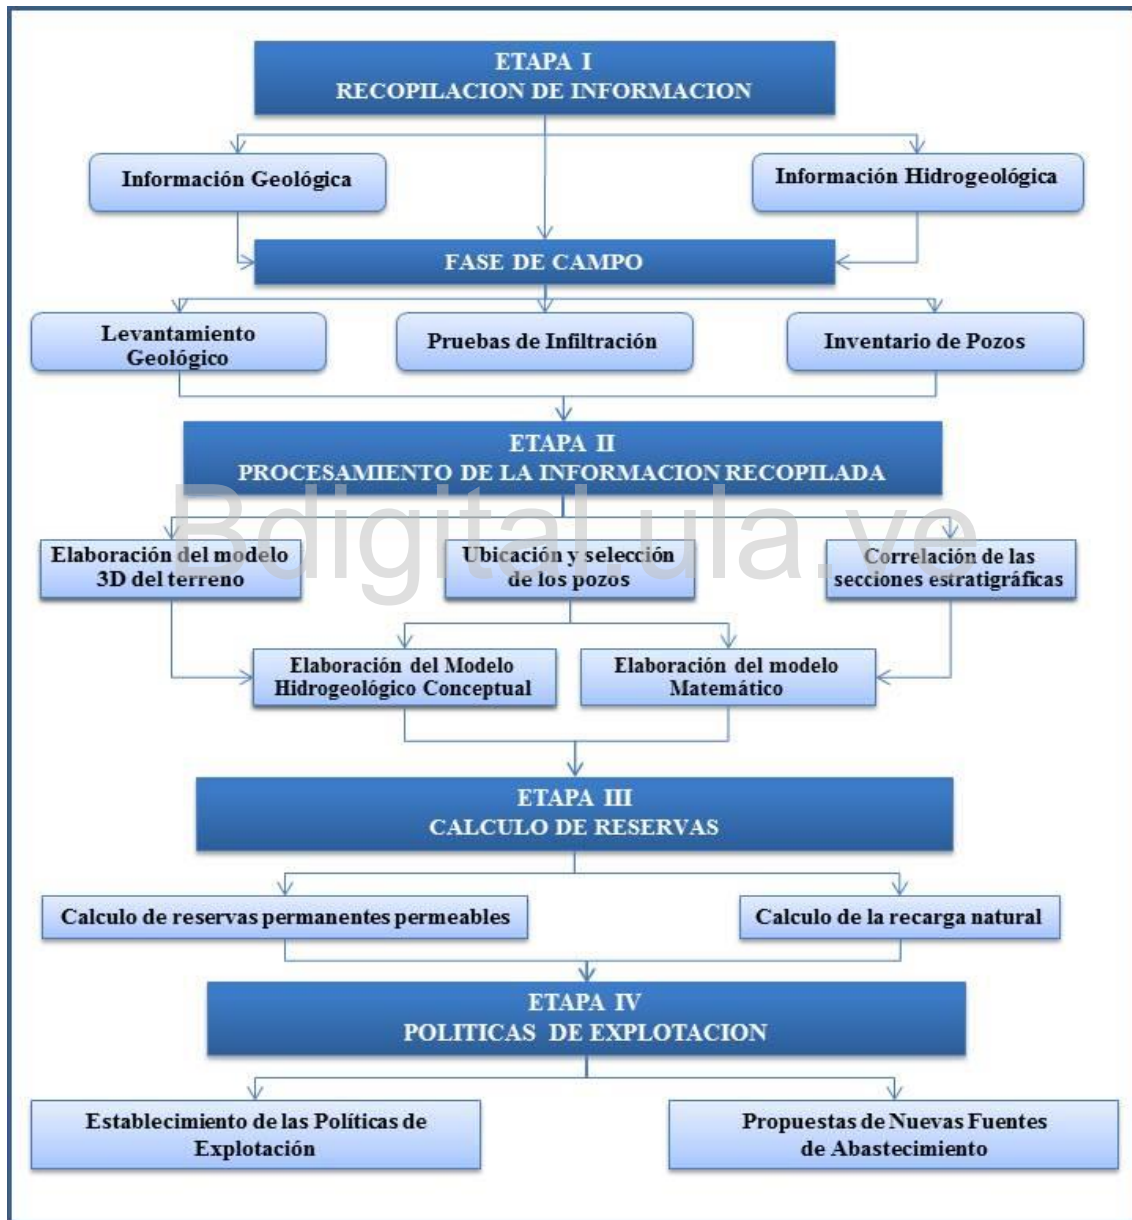 ETAPA I
RECOPILACION DE INFORMACION
Información Geológica
Información Hidrogeológica
FASE DE CAMPO
Levantamiento
Geológico
Pruebas de Infiltración
Inventario de Pozos
ETAPA II
PROCESAMIENTO DE LA INFORMACION RECOPILADA
Bdigital.ula.ve
Elaboración del modelo
3D del terreno
Ubicación y selección
de los pozos
Correlación de las
secciones estratigráficas
Elaboración del Modelo
Hidrogeológico Conceptual
Elaboración del modelo
Matemático
ETAPA III
CALCULO DE RESERVAS
Calculo de reservas permanentes permeables
Calculo de la recarga natural
ETAPA IV
POLITICAS DE EXPLOTACION
Establecimiento de las Políticas de
Explotación
Propuestas de Nuevas Fuentes
de Abastecimiento